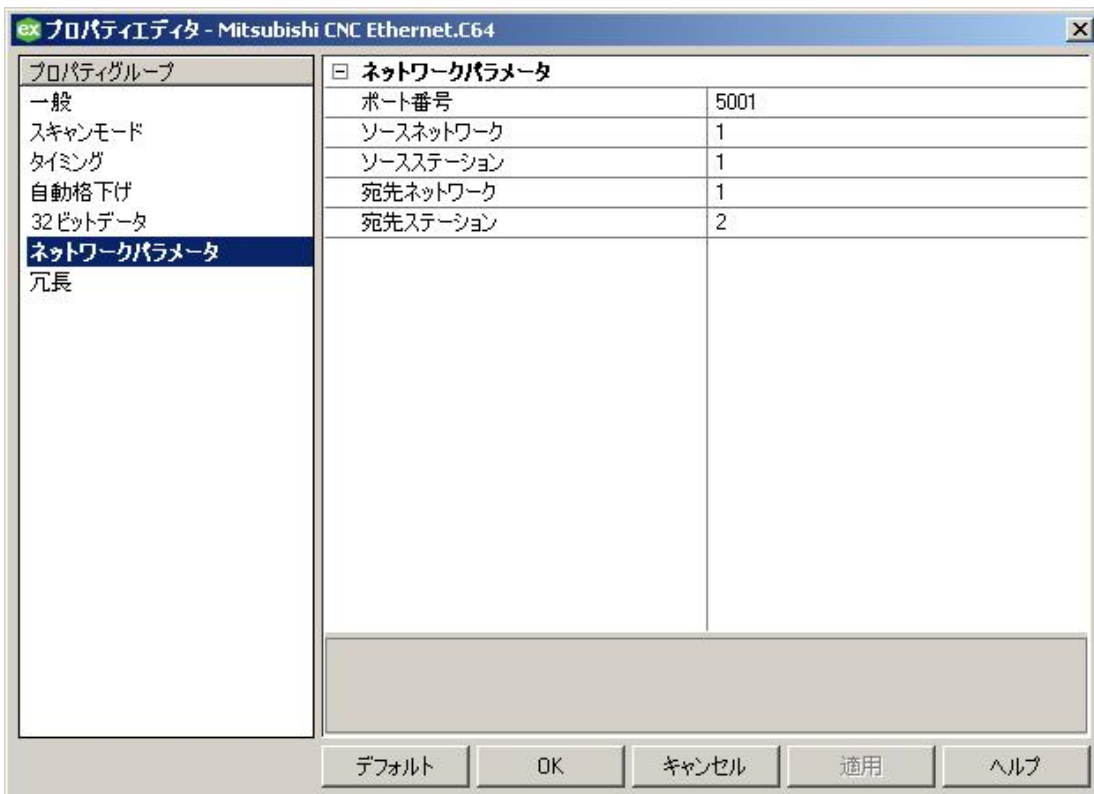 ex プロパティエディタ - Mitsubishi CNC Ethernet.C64
プロパティグループ
一般
スキャンモード
タイミング
自動格下げ
32 ビットデータ
ネットワークパラメータ
冗長
ネットワークパラメータ
ポート番号 5001
ソースネットワーク 1
ソースステーション 1
宛先ネットワーク 1
宛先ステーション 2
デフォルト OK キャンセル 適用 ヘルプ